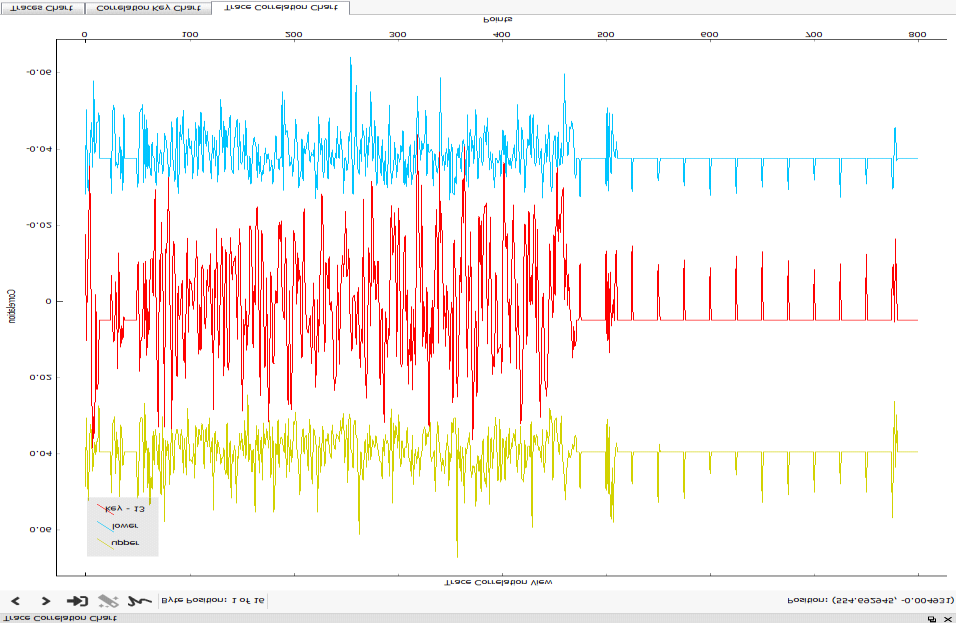 Trace Correlation Chart
Byte Position: 1 of 16 Position: (554.692945, -0.004931)
Trace Correlation View
0.06
upper
lower
Key - 13
0.04
0.02
Correlation
0
-0.02
-0.04
-0.06
0 100 200 300 400 500 600 700 800
Points
Traces Chart Correlation Key Chart Trace Correlation Chart